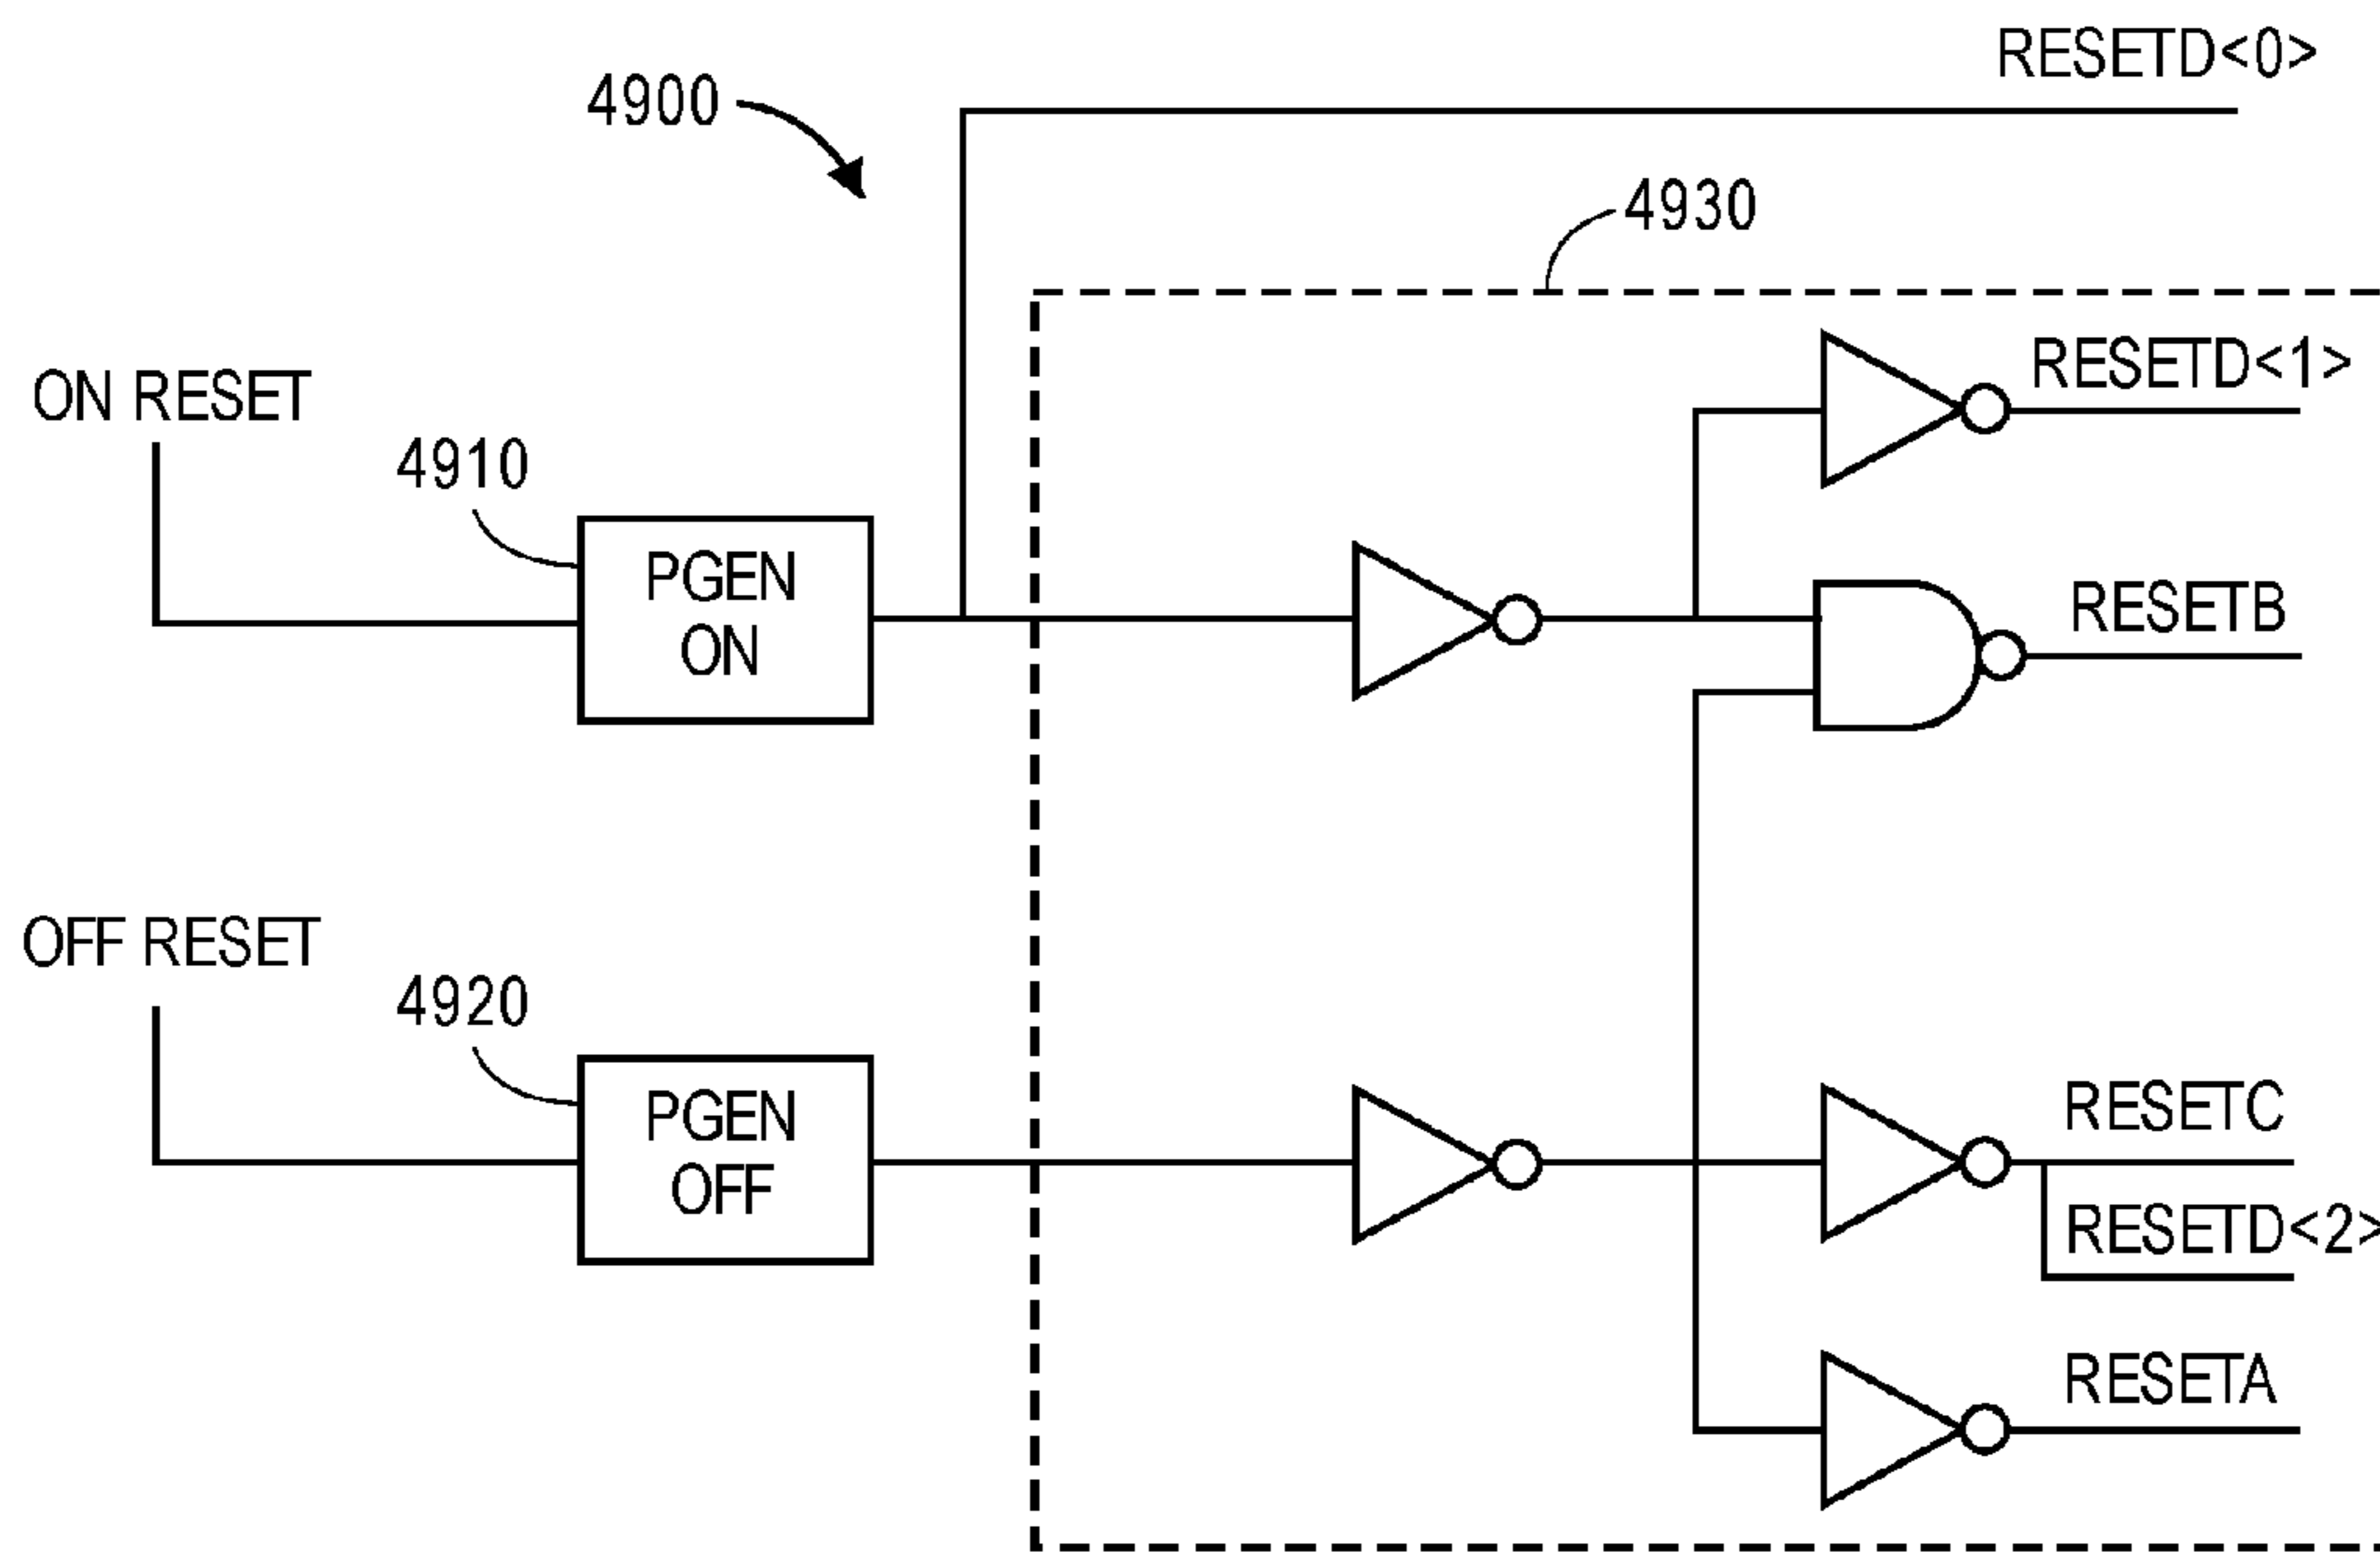 RESETD<0>
4900
4930
RESETD<1>
ON RESET
4910
PGEN
ON
RESETB
OFF RESET
4920
PGEN
OFF
RESETC
RESETD<2>
RESETA